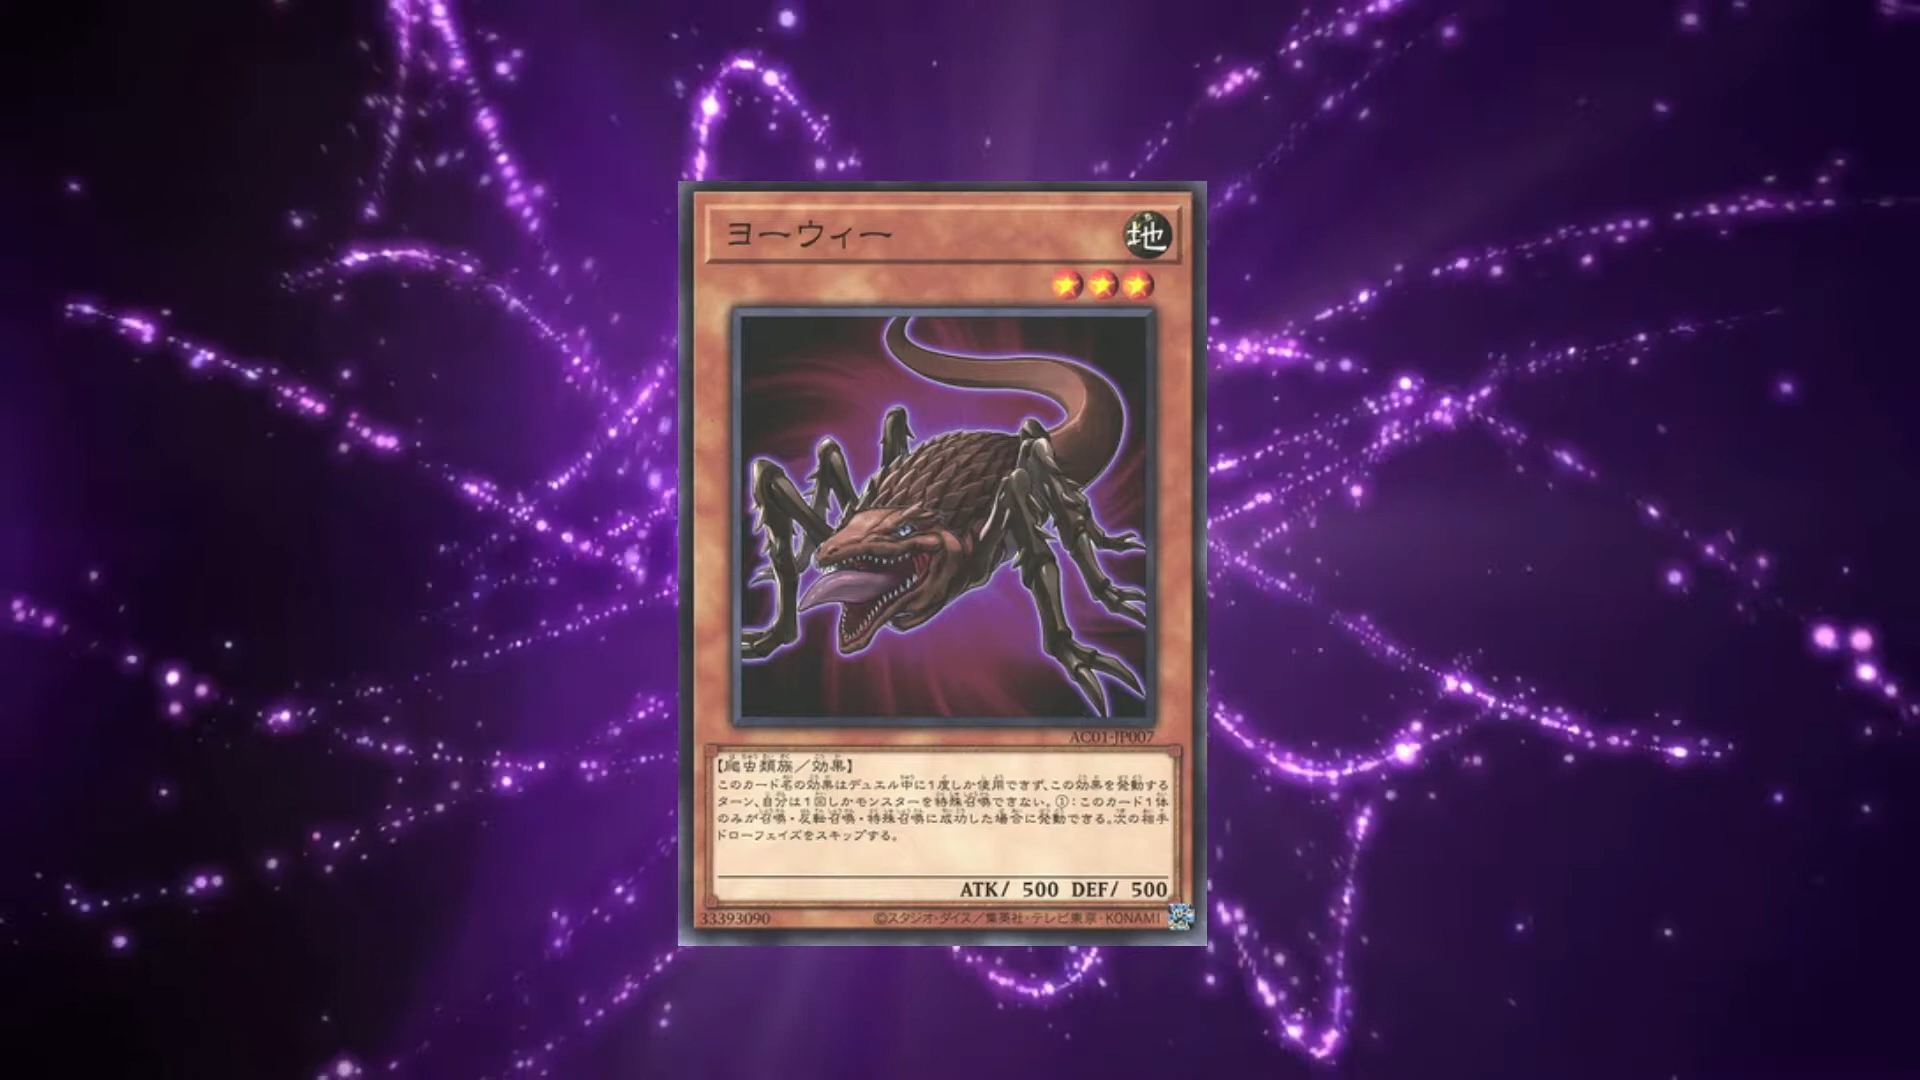 ヨーウィー
地
AC01-JP007
【爬虫類族／効果】
このカード名の効果はデュエル中に1度しか使用できず、この効果を発動する
ターン、自分は1回しかモンスターを特殊召喚できない。①：このカード1体
のみが召喚・反転召喚・特殊召喚に成功した場合に発動できる。次の相手
ドローフェイズをスキップする。
ATK/ 500 DEF/ 500
33393090 ©スタジオ・ダイス／集英社・テレビ東京・KONAMI